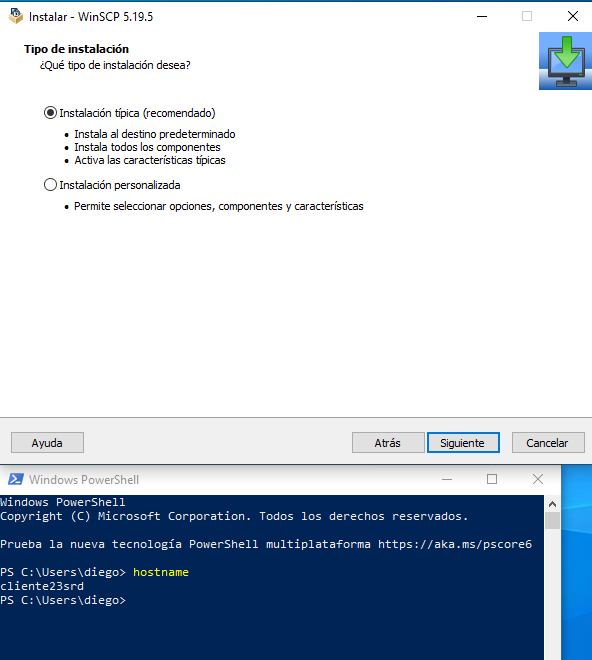 Instalar - WinSCP 5.19.5
Tipo de instalación
¿Qué tipo de instalación desea?
Instalación típica (recomendado)
• Instala al destino predeterminado
• Instala todos los componentes
• Activa las características típicas
Instalación personalizada
• Permite seleccionar opciones, componentes y características
Ayuda Atrás Siguiente Cancelar
Windows PowerShell
Windows PowerShell
Copyright (C) Microsoft Corporation. Todos los derechos reservados.
Prueba la nueva tecnología PowerShell multiplataforma https://aka.ms/pscore6
PS C:\Users\diego> hostname
cliente23srd
PS C:\Users\diego>